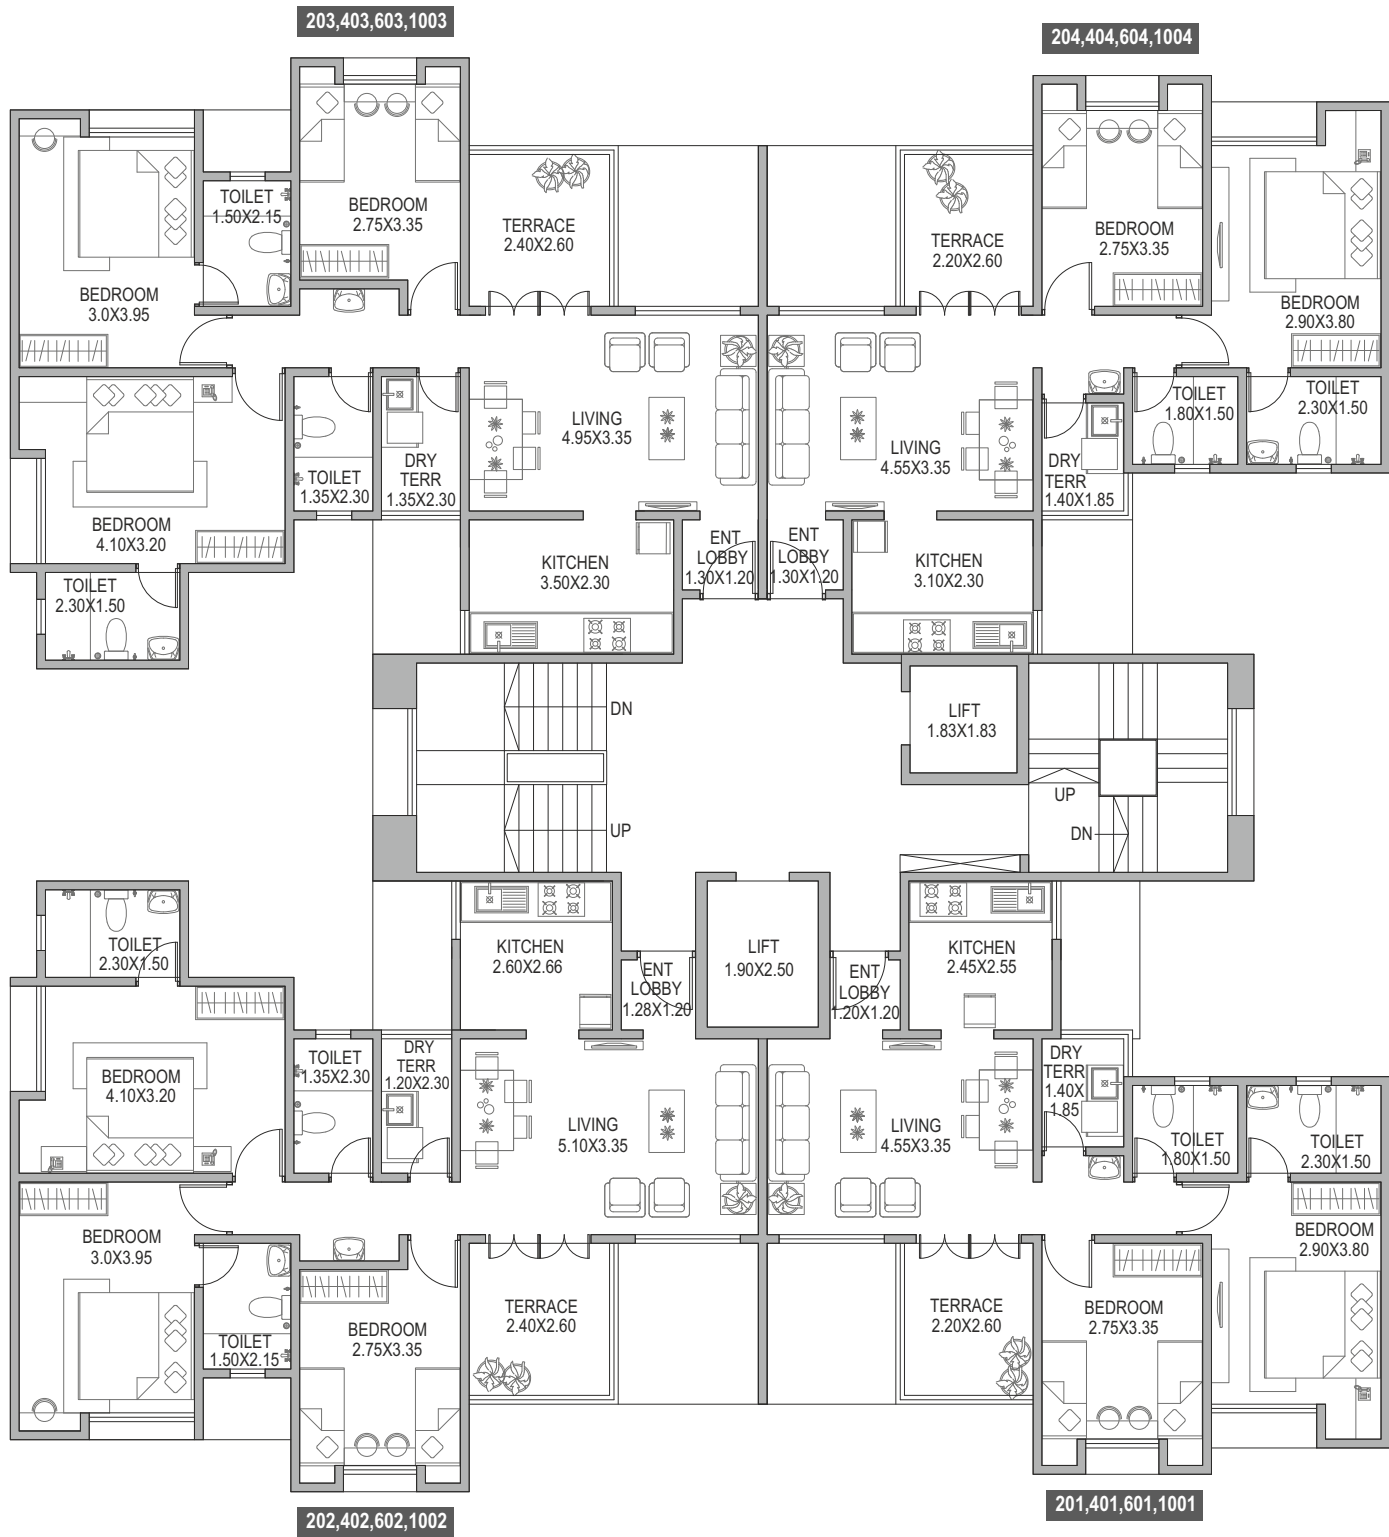 203,403,603,1003
204,404,604,1004
TOILET
1.50X2.15
BEDROOM
2.75X3.35
TERRACE
2.40X2.60
TERRACE
2.20X2.60
BEDROOM
2.75X3.35
BEDROOM
3.0X3.95
BEDROOM
2.90X3.80
LIVING
4.95X3.35
LIVING
4.55X3.35
TOILET
1.80X1.50
TOILET
2.30X1.50
TOILET
1.35X2.30
DRY
TERR
1.35X2.30
DRY
TERR
1.40X1.85
BEDROOM
4.10X3.20
KITCHEN
3.50X2.30
ENT
LOBBY
1.30X1.20
ENT
LOBBY
1.30X1.20
KITCHEN
3.10X2.30
TOILET
2.30X1.50
DN
UP
LIFT
1.83X1.83
UP
DN
TOILET
2.30X1.50
KITCHEN
2.60X2.66
ENT
LOBBY
1.28X1.20
LIFT
1.90X2.50
ENT
LOBBY
1.20X1.20
KITCHEN
2.45X2.55
BEDROOM
4.10X3.20
TOILET
1.35X2.30
DRY
TERR
1.20X2.30
DRY
TERR
1.40X
1.85
LIVING
5.10X3.35
LIVING
4.55X3.35
TOILET
1.80X1.50
TOILET
2.30X1.50
BEDROOM
3.0X3.95
BEDROOM
2.90X3.80
TOILET
1.50X2.15
BEDROOM
2.75X3.35
TERRACE
2.40X2.60
TERRACE
2.20X2.60
BEDROOM
2.75X3.35
202,402,602,1002
201,401,601,1001